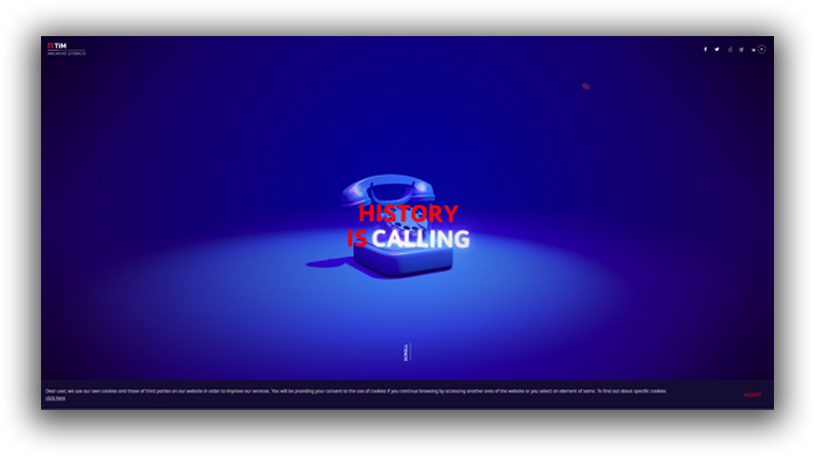 TIM
ARCHIVIO STORICO
HISTORY
IS CALLING
SCROLL
Dear user, we use our own cookies and those of third parties on our website in order to improve our services. You will be providing your consent to the use of cookies if you continue browsing by accessing another area of the website or you select an element of same. To find out about specific cookies
click here
ACCEPT